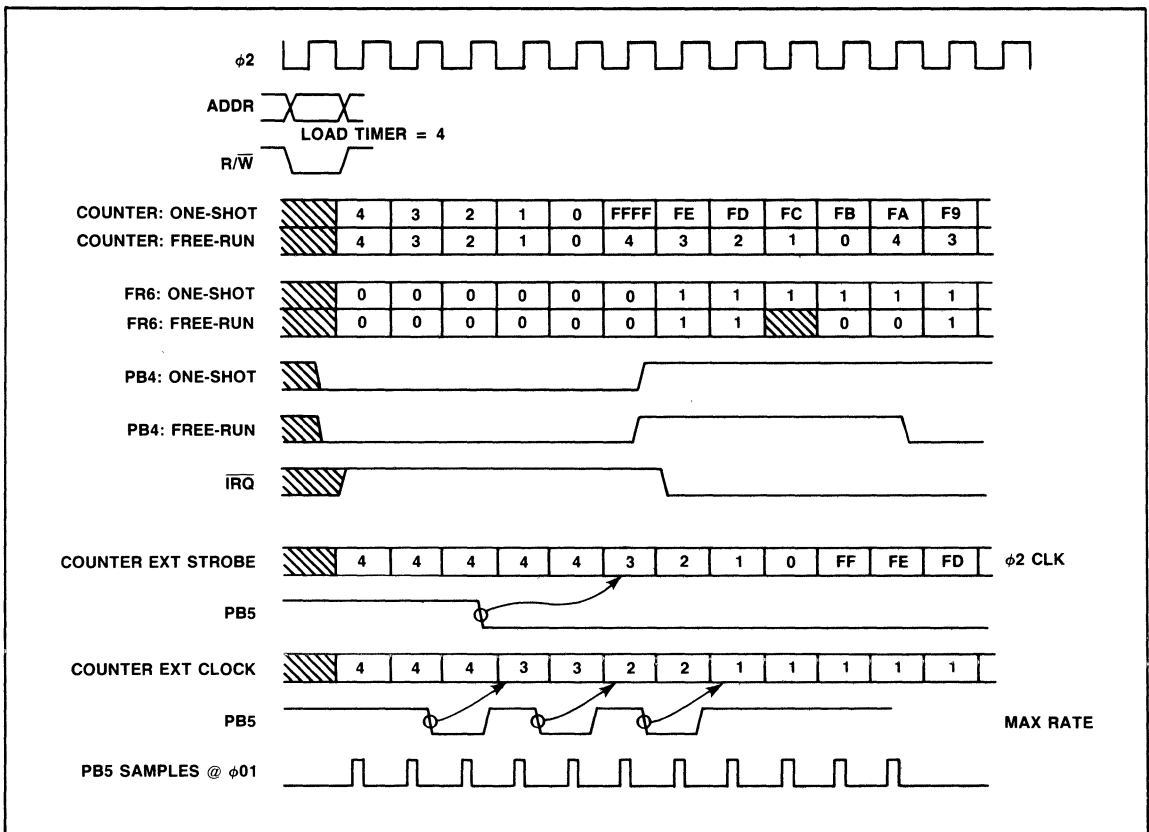 φ2
ADDR
LOAD TIMER = 4
R/W̅
COUNTER: ONE-SHOT 4 3 2 1 0 FFFF FE FD FC FB FA F9
COUNTER: FREE-RUN 4 3 2 1 0 4 3 2 1 0 4 3
FR6: ONE-SHOT 0 0 0 0 0 0 1 1 1 1 1 1
FR6: FREE-RUN 0 0 0 0 0 0 1 1 0 0 1
PB4: ONE-SHOT
PB4: FREE-RUN
I̅R̅Q̅
COUNTER EXT STROBE 4 4 4 4 4 3 2 1 0 FF FE FD φ2 CLK
PB5
COUNTER EXT CLOCK 4 4 4 3 3 2 2 1 1 1 1 1
PB5 MAX RATE
PB5 SAMPLES @ φ01